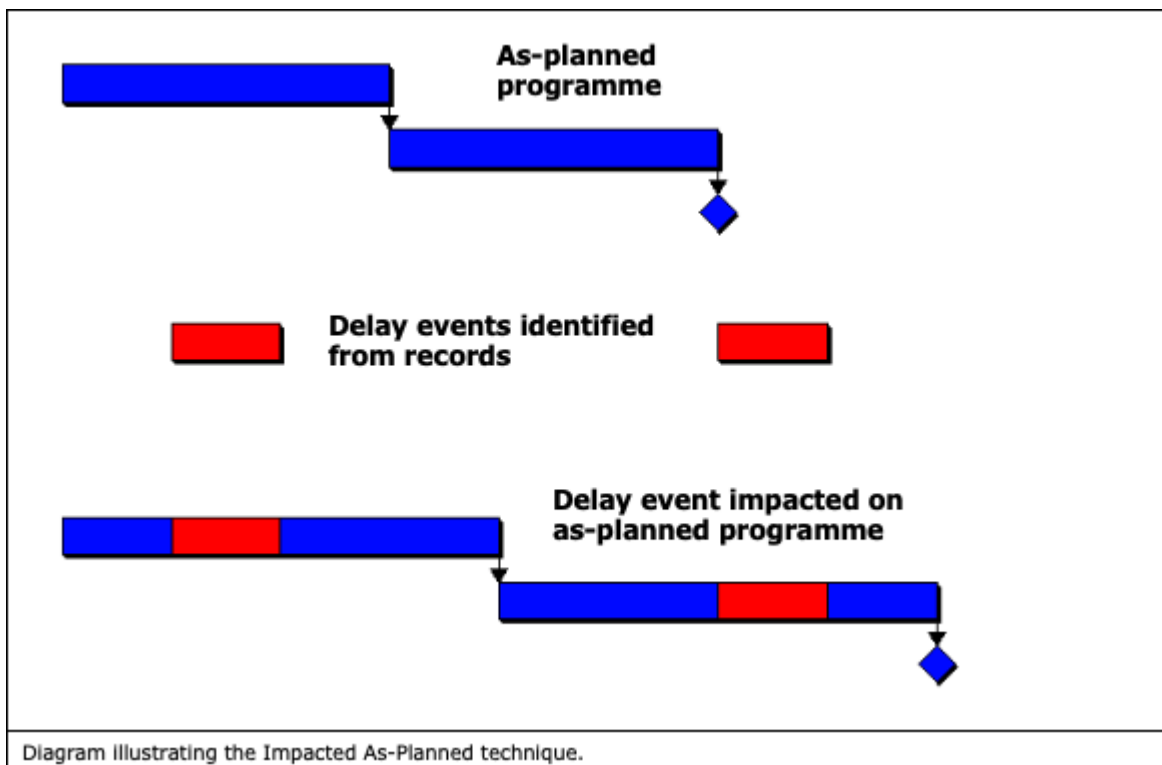 As-planned
programme
Delay events identified
from records
Delay event impacted on
as-planned programme
Diagram illustrating the Impacted As-Planned technique.